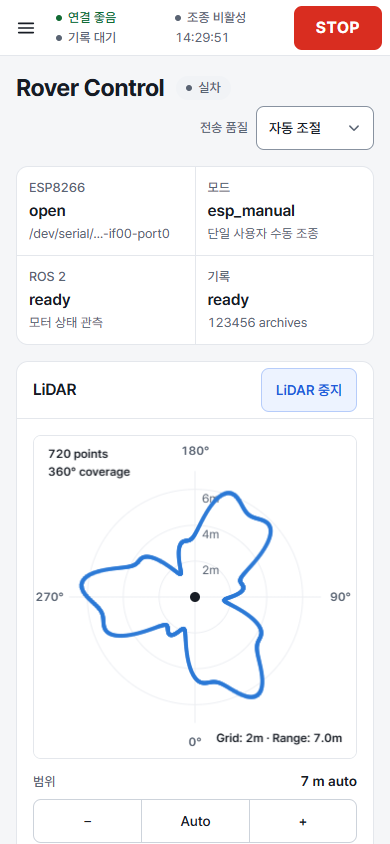 연결 좋음
조종 비활성
STOP
기록 대기
14:29:51
Rover Control
실차
전송 품질
자동 조절
ESP8266
open
/dev/serial/...-if00-port0
모드
esp_manual
단일 사용자 수동 조종
ROS 2
ready
모터 상태 관측
기록
ready
123456 archives
LiDAR
LiDAR 중지
720 points
360° coverage
180°
6m
4m
2m
270°
90°
0°
Grid: 2m · Range: 7.0m
범위
7 m auto
−
Auto
+